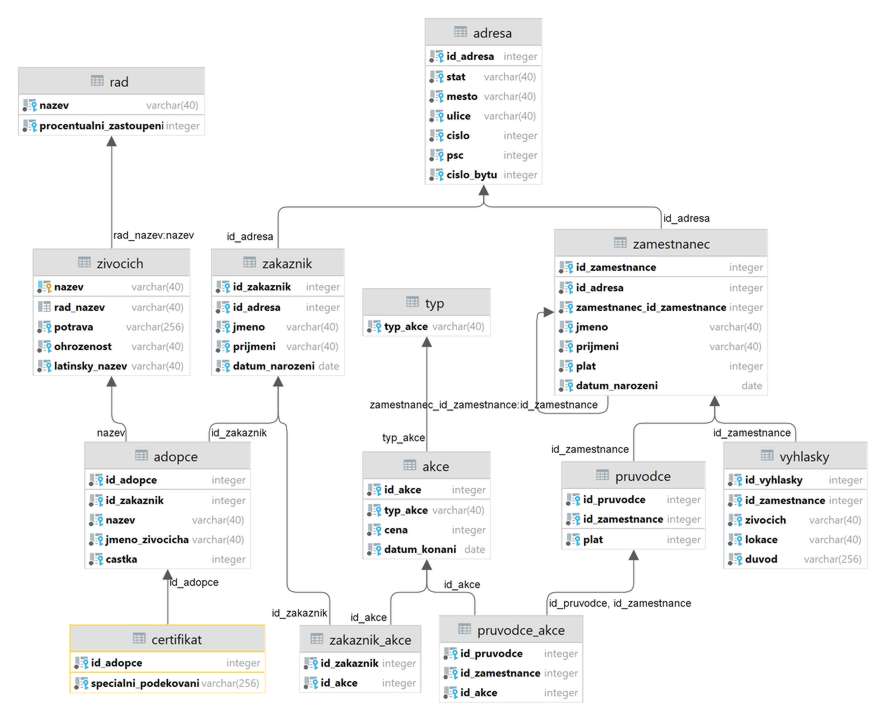 adresa
id_adresa integer
stat varchar(40)
mesto varchar(40)
ulice varchar(40)
cislo integer
psc integer
cislo_bytu integer
rad
nazev varchar(40)
procentualni_zastoupeni integer
rad_nazev:nazev
id_adresa
id_adresa
zivocich
nazev varchar(40)
rad_nazev varchar(40)
potrava varchar(256)
ohrozenost varchar(40)
latinsky_nazev varchar(40)
zakaznik
id_zakaznik integer
id_adresa integer
jmeno varchar(40)
prijmeni varchar(40)
datum_narozeni date
typ
typ_akce varchar(40)
zamestnanec
id_zamestnance integer
id_adresa integer
zamestnanec_id_zamestnance integer
jmeno varchar(40)
prijmeni varchar(40)
plat integer
datum_narozeni date
zamestnanec_id_zamestnance:id_zamestnance
nazev
id_zakaznik
typ_akce
id_zamestnance
id_zamestnance
adopce
id_adopce integer
id_zakaznik integer
nazev varchar(40)
jmeno_zivocicha varchar(40)
castka integer
akce
id_akce integer
typ_akce varchar(40)
cena integer
datum_konani date
pruvodce
id_pruvodce integer
id_zamestnance integer
plat integer
vyhlasky
id_vyhlasky integer
id_zamestnance integer
zivocich varchar(40)
lokace varchar(40)
duvod varchar(256)
id_adopce
id_zakaznik
id_akce
id_akce
id_pruvodce, id_zamestnance
certifikat
id_adopce integer
specialni_podekovani varchar(256)
zakaznik_akce
id_zakaznik integer
id_akce integer
pruvodce_akce
id_pruvodce integer
id_zamestnance integer
id_akce integer